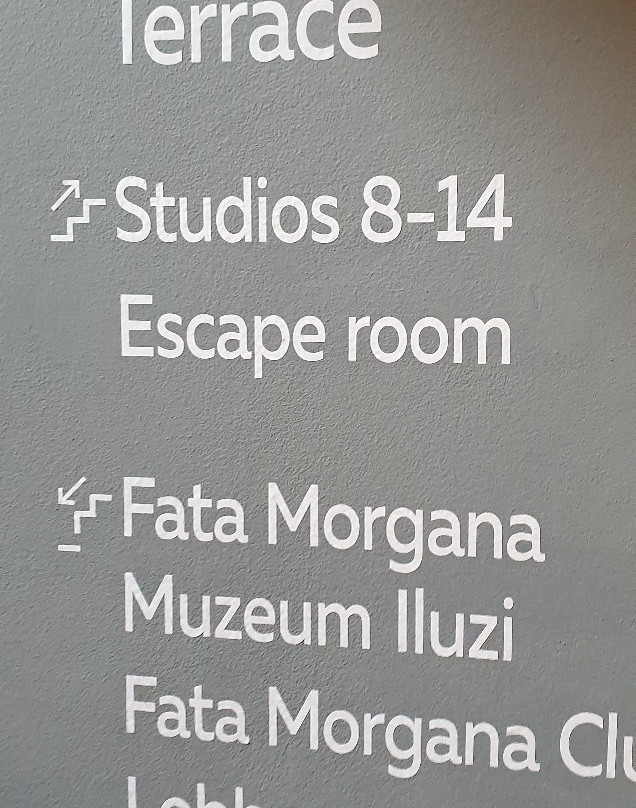 Terrace
Studios 8-14
Escape room
Fata Morgana
Muzeum Iluzi
Fata Morgana